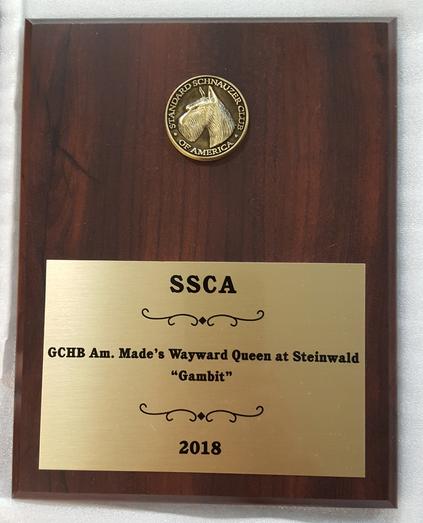 STANDARD SCHNAUZER CLUB
OF AMERICA
SSCA
GCHB Am. Made's Wayward Queen at Steinwald
"Gambit"
2018